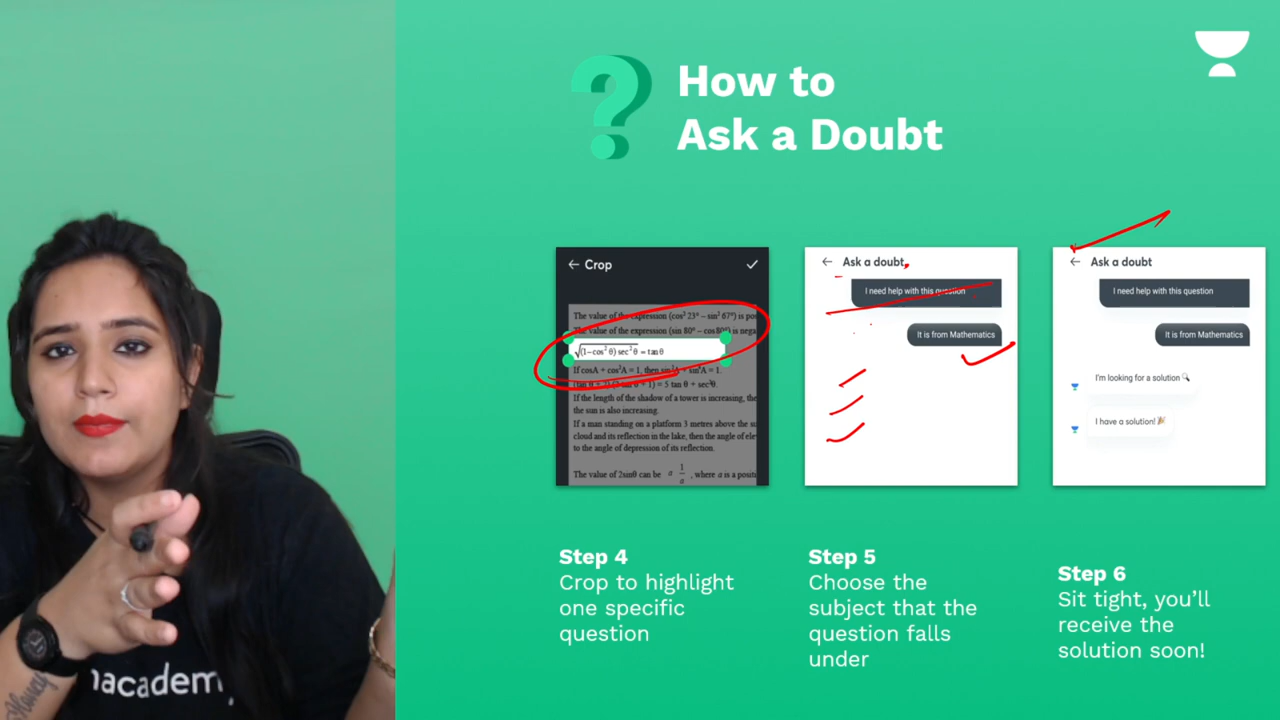 How to
Ask a Doubt
Crop
The value of the expression (cos² 23° – sin² 67°) is
The value of the expression (sin 80° – cos 80°) is
√(1–cos² θ) sec² θ = tan θ
If cosA + cos²A = 1, then sin²A + sin⁴A = 1.
5 tan θ + sec²θ.
If the length of the shadow of a tower is increasing,
the sun is also increasing.
If a man standing on a platform 3 metres above the
cloud and its reflection in the lake, then the angle of
to the angle of depression of its reflection.
The value of 2sinθ can be a 1/a , where a is a
Ask a doubt
I need help with this question
It is from Mathematics
Ask a doubt
I need help with this question
It is from Mathematics
I'm looking for a solution 🔍
I have a solution! 🎉
Step 4
Crop to highlight
one specific
question
Step 5
Choose the
subject that the
question falls
under
Step 6
Sit tight, you'll
receive the
solution soon!
nacademy